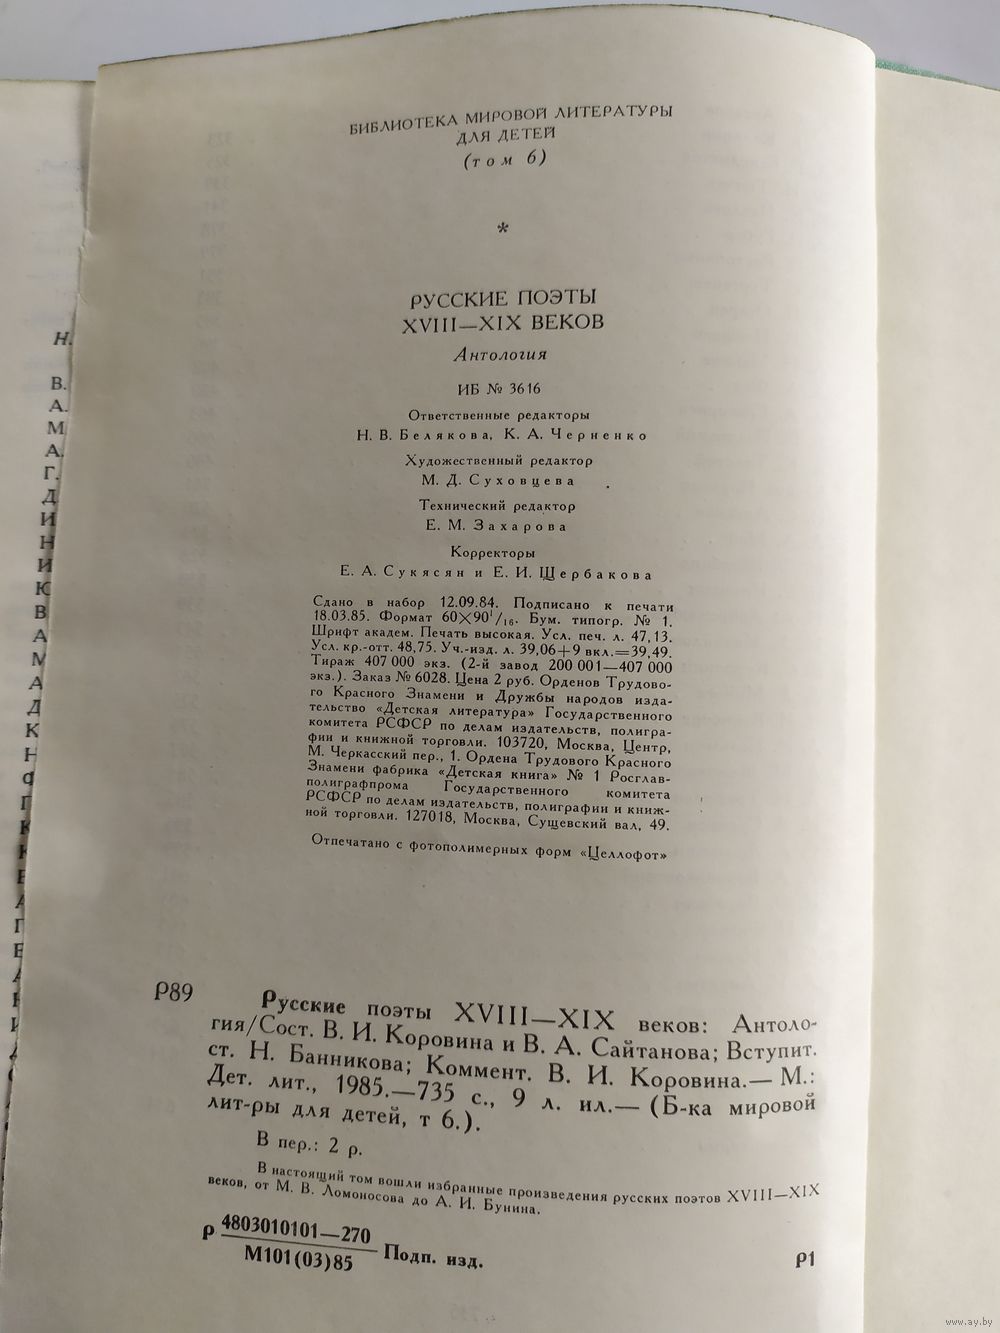 БИБЛИОТЕКА МИРОВОЙ ЛИТЕРАТУРЫ
ДЛЯ ДЕТЕЙ
(том 6)
*
РУССКИЕ ПОЭТЫ
XVIII—XIX ВЕКОВ
Антология
ИБ № 3616
Ответственные редакторы
Н. В. Белякова, К. А. Черненко
Художественный редактор
М. Д. Суховцева
Технический редактор
Е. М. Захарова
Корректоры
Е. А. Сукясян и Е. И. Щербакова
Сдано в набор 12.09.84. Подписано к печати
18.03.85. Формат 60×90¹/₁₆. Бум. типогр. № 1.
Шрифт академ. Печать высокая. Усл. печ. л. 47,13.
Усл. кр.-отт. 48,75. Уч.-изд. л. 39,06+9 вкл.=39,49.
Тираж 407 000 экз. (2-й завод 200 001—407 000
экз.). Заказ № 6028. Цена 2 руб. Орденов Трудово-
го Красного Знамени и Дружбы народов изда-
тельство «Детская литература» Государственного
комитета РСФСР по делам издательств, полигра-
фии и книжной торговли. 103720, Москва, Центр,
М. Черкасский пер., 1. Ордена Трудового Красного
Знамени фабрика «Детская книга» № 1 Росглав-
полиграфпрома Государственного комитета
РСФСР по делам издательств, полиграфии и книж-
ной торговли. 127018, Москва, Сущевский вал, 49.
Отпечатано с фотополимерных форм «Целлофот»
Р89
Русские поэты XVIII—XIX веков: Антоло-
гия/Сост. В. И. Коровина и В. А. Сайтанова; Вступит.
ст. Н. Банникова; Коммент. В. И. Коровина.— М.:
Дет. лит., 1985.—735 с., 9 л. ил.— (Б-ка мировой
лит-ры для детей, т 6.).
В пер.: 2 р.
В настоящий том вошли избранные произведения русских поэтов XVIII—XIX
веков, от М. В. Ломоносова до А. И. Бунина.
Р 4803010101—270
М101(03)85 Подп. изд.
Р1
www.ay.by